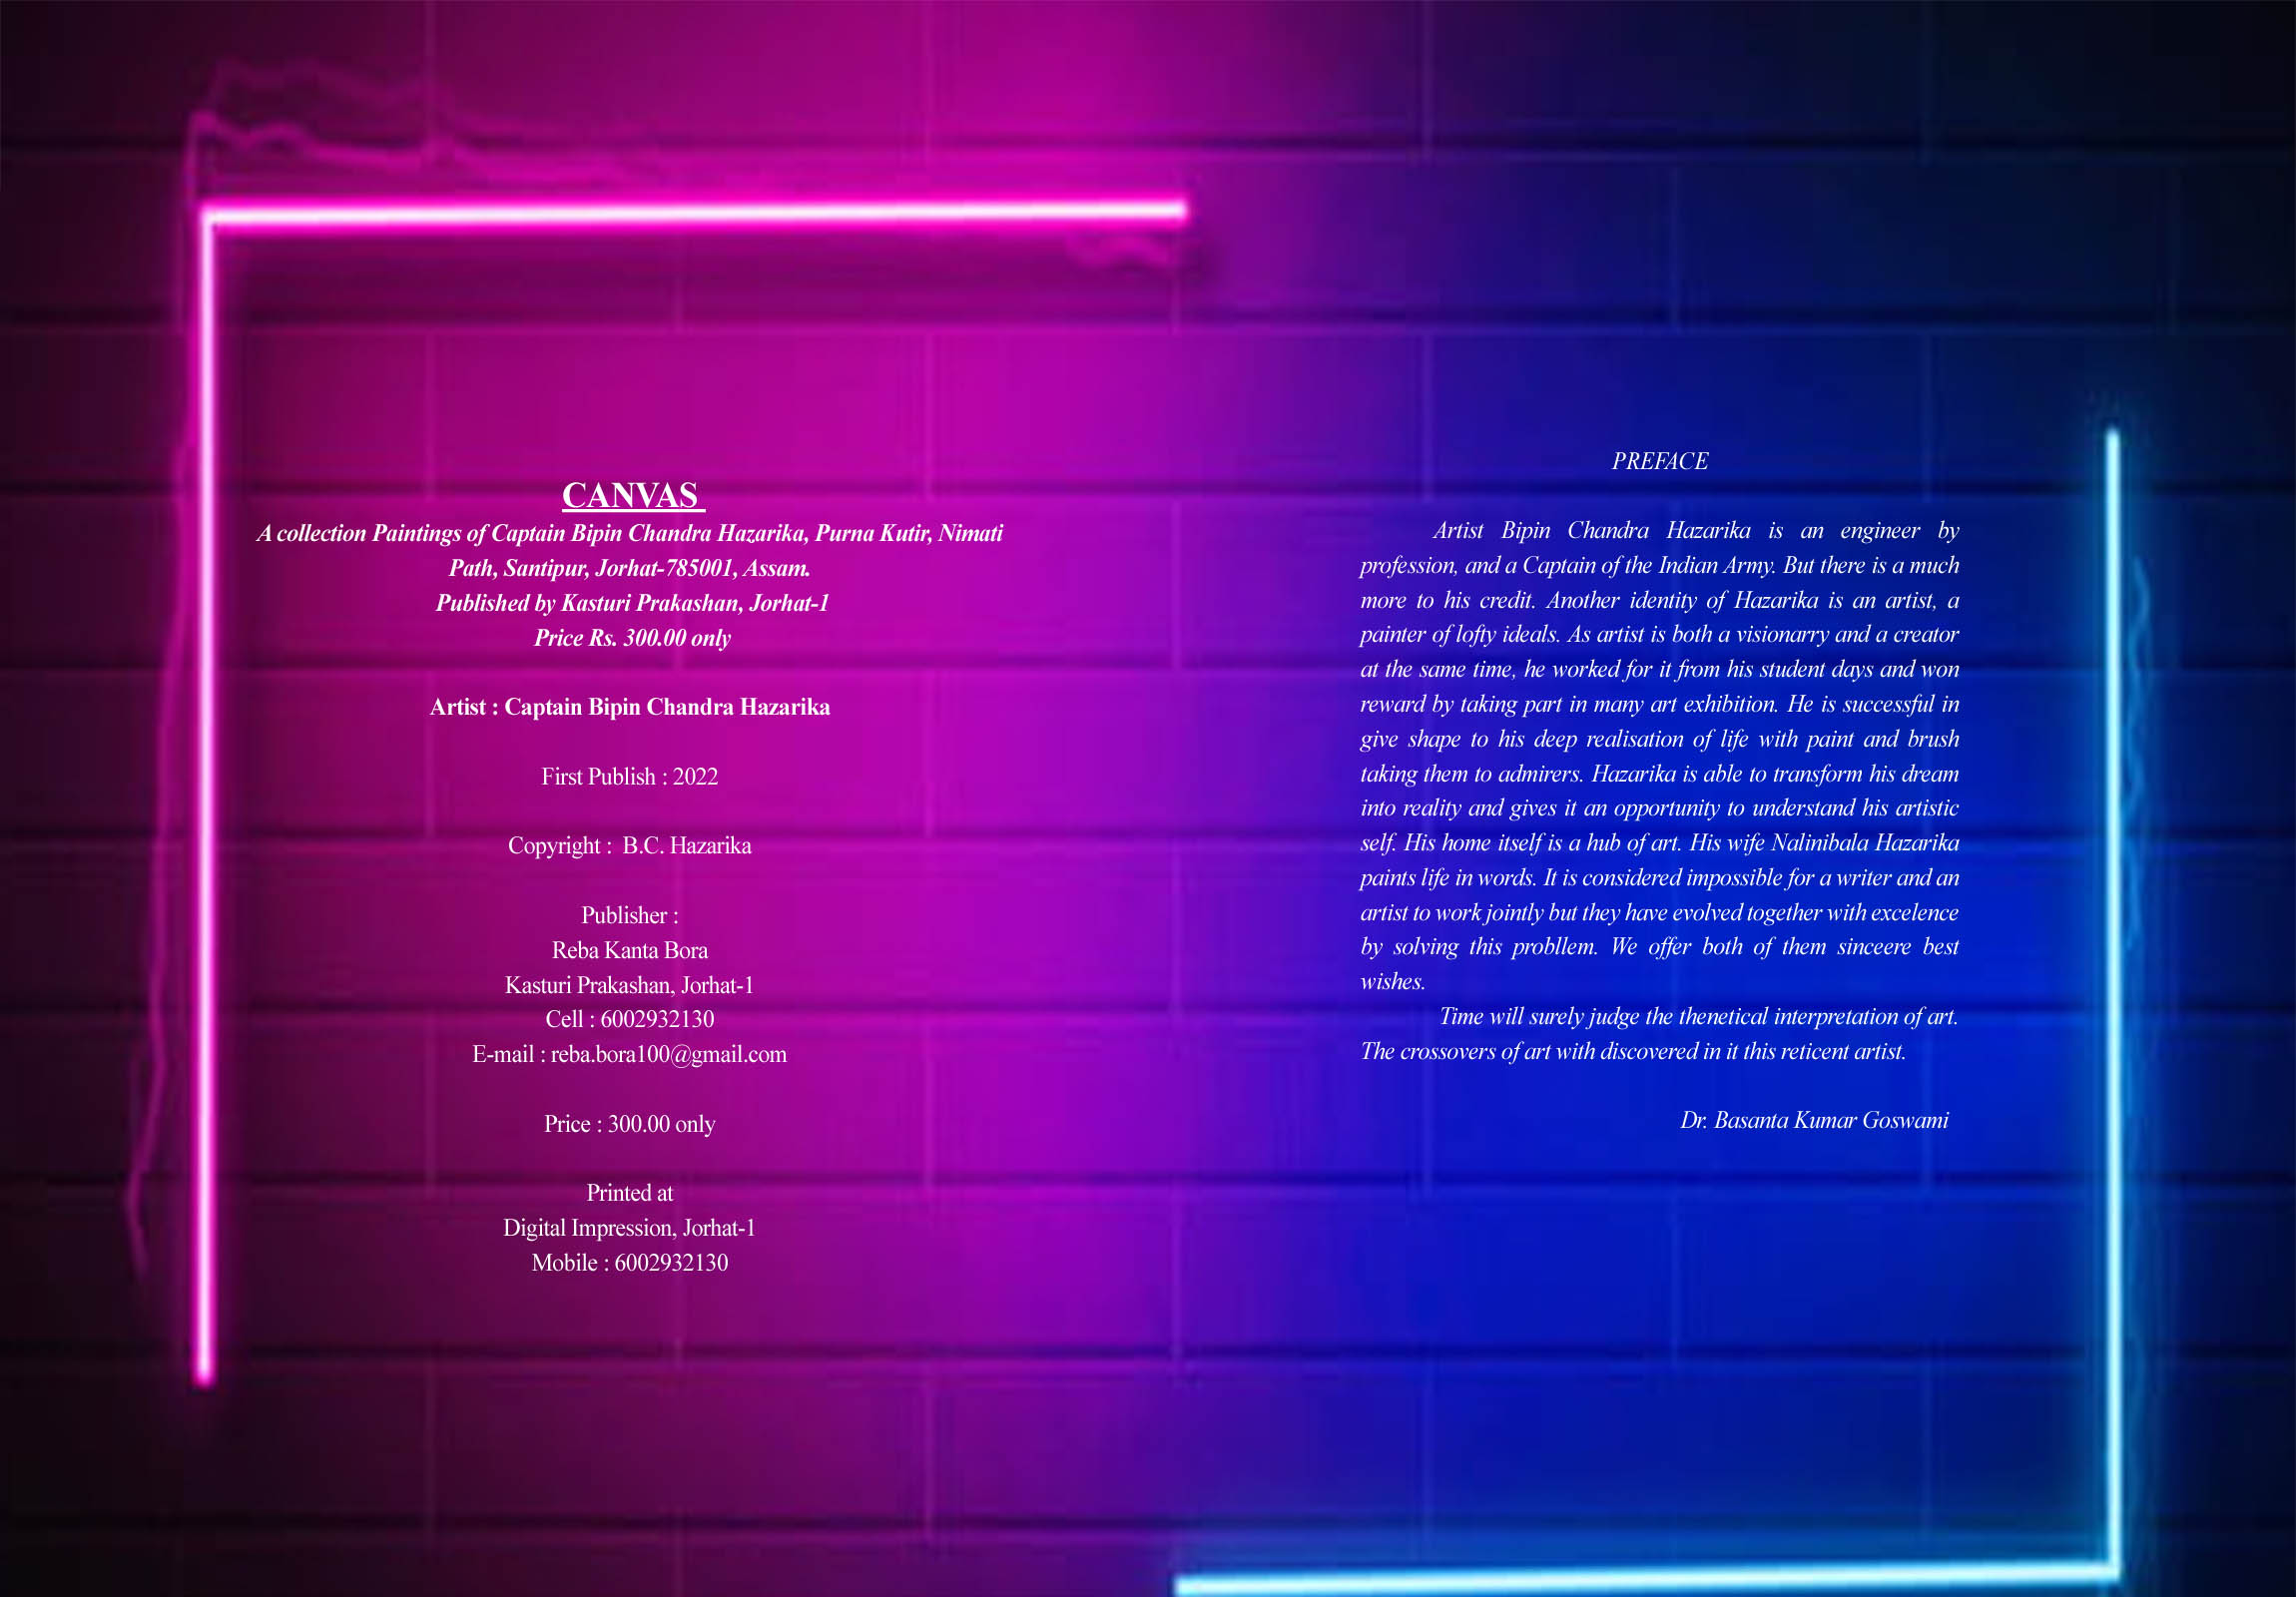 CANVAS
A collection Paintings of Captain Bipin Chandra Hazarika, Purna Kutir, Nimati
Path, Santipur, Jorhat-785001, Assam.
Published by Kasturi Prakashan, Jorhat-1
Price Rs. 300.00 only
Artist : Captain Bipin Chandra Hazarika
First Publish : 2022
Copyright : B.C. Hazarika
Publisher :
Reba Kanta Bora
Kasturi Prakashan, Jorhat-1
Cell : 6002932130
E-mail : reba.bora100@gmail.com
Price : 300.00 only
Printed at
Digital Impression, Jorhat-1
Mobile : 6002932130
PREFACE
Artist Bipin Chandra Hazarika is an engineer by
profession, and a Captain of the Indian Army. But there is a much
more to his credit. Another identity of Hazarika is an artist, a
painter of lofty ideals. As artist is both a visionarry and a creator
at the same time, he worked for it from his student days and won
reward by taking part in many art exhibition. He is successful in
give shape to his deep realisation of life with paint and brush
taking them to admirers. Hazarika is able to transform his dream
into reality and gives it an opportunity to understand his artistic
self. His home itself is a hub of art. His wife Nalinibala Hazarika
paints life in words. It is considered impossible for a writer and an
artist to work jointly but they have evolved together with excelence
by solving this probllem. We offer both of them sinceere best
wishes.
Time will surely judge the thenetical interpretation of art.
The crossovers of art with discovered in it this reticent artist.
Dr. Basanta Kumar Goswami